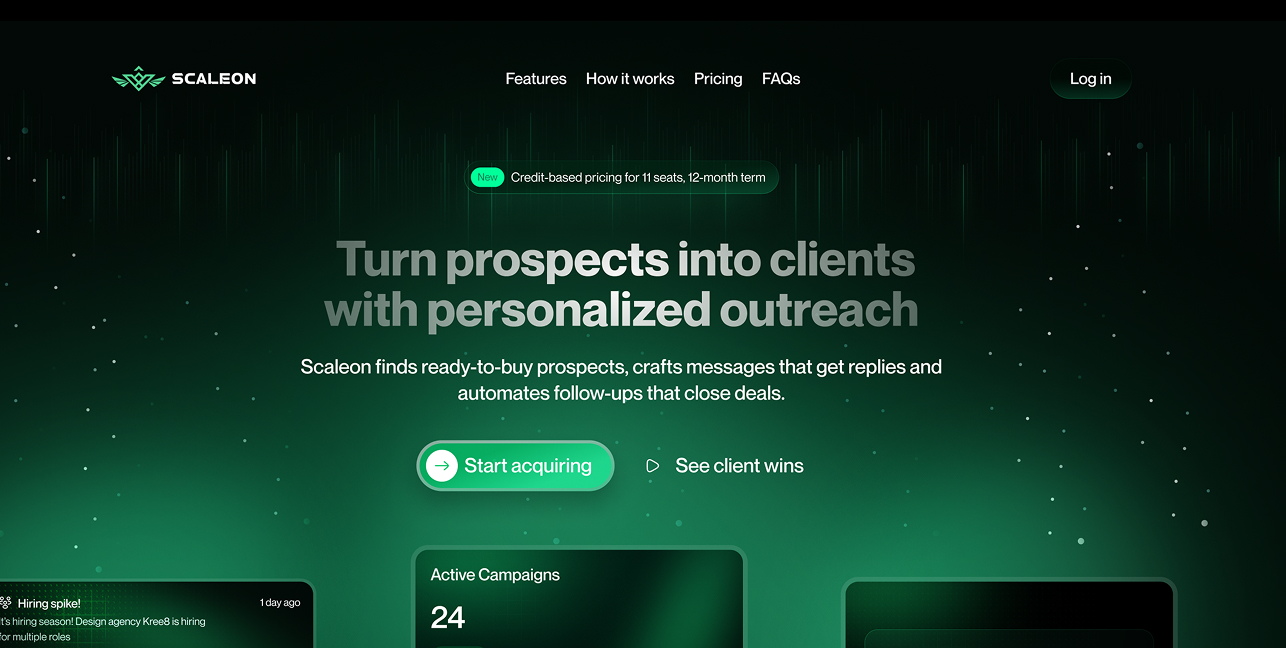 SCALEON
Features
How it works
Pricing
FAQs
Log in
New
Credit-based pricing for 11 seats, 12-month term
Turn prospects into clients
with personalized outreach
Scaleon finds ready-to-buy prospects, crafts messages that get replies and
automates follow-ups that close deals.
Start acquiring
See client wins
Hiring spike!
1 day ago
It's hiring season! Design agency Kree8 is hiring
for multiple roles
Active Campaigns
24